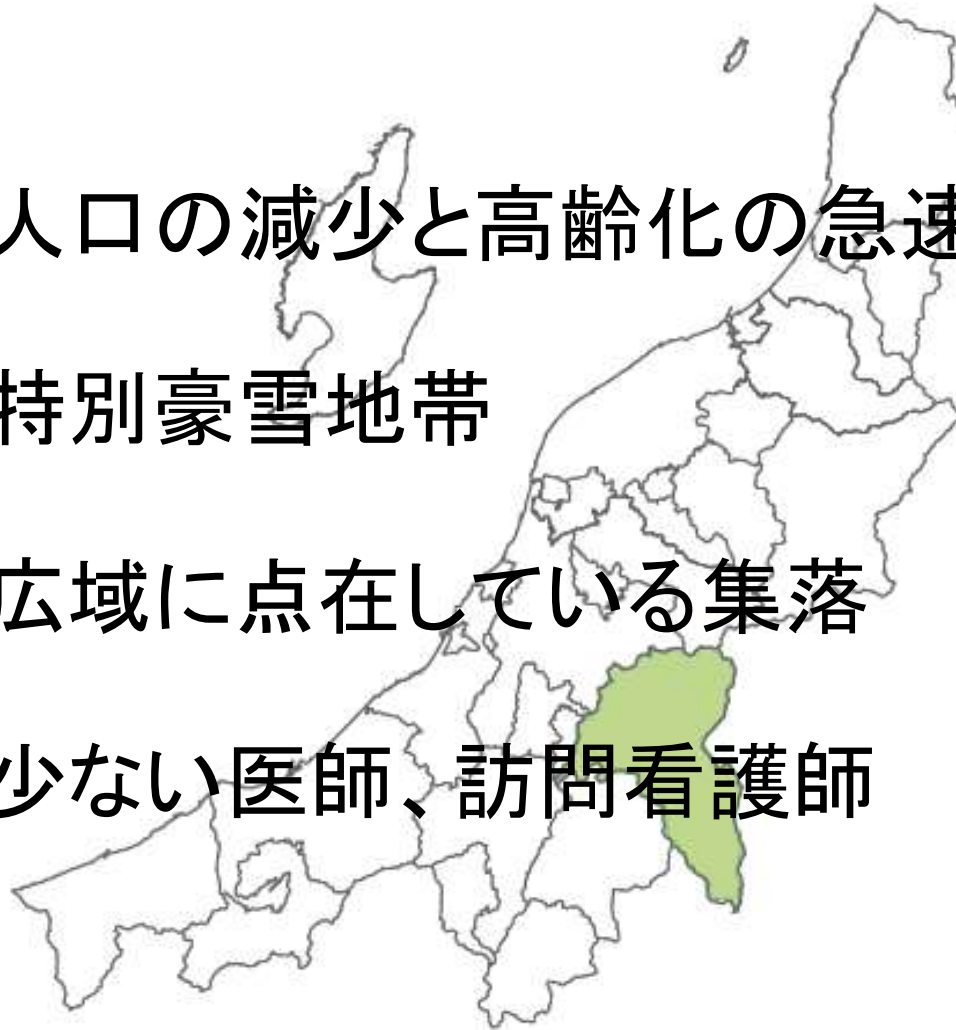 人口の減少と高齢化の急速
特別豪雪地帯
広域に点在している集落
少ない医師、訪問看護師